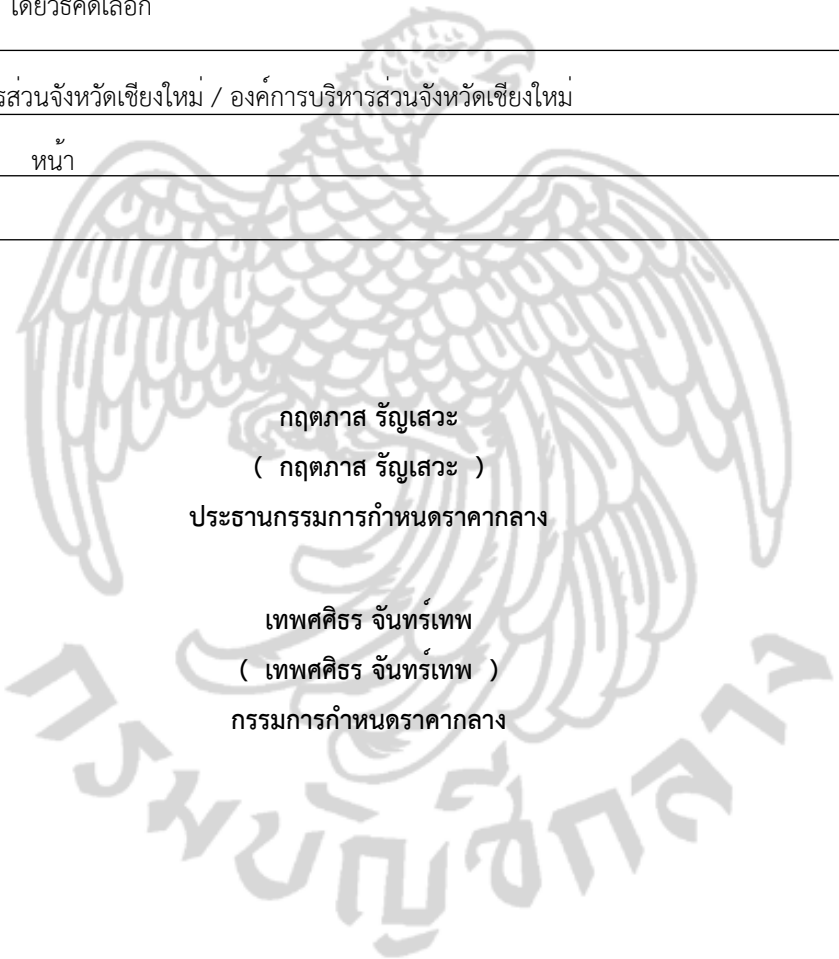 โดยวิธีคัดเลือก
รส่วนจังหวัดเชียงใหม่ / องค์การบริหารส่วนจังหวัดเชียงใหม่
หน้า
กฤตภาส รัญเสวะ
( กฤตภาส รัญเสวะ )
ประธานกรรมการกำหนดราคากลาง
เทพศศิธร จันทร์เทพ
( เทพศศิธร จันทร์เทพ )
กรรมการกำหนดราคากลาง
กรมบัญชีกลาง